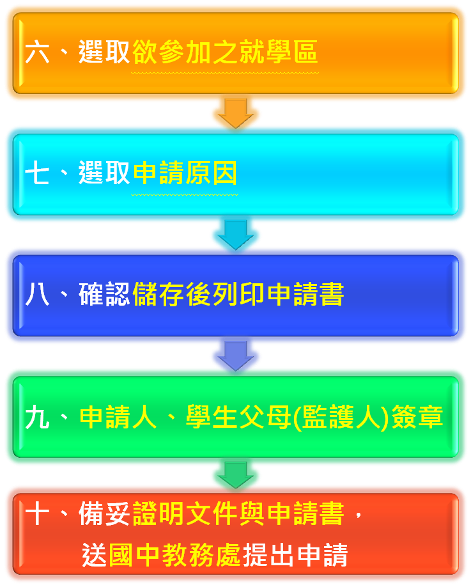 六、選取欲參加之就學區
七、選取申請原因
八、確認儲存後列印申請書
九、申請人、學生父母(監護人)簽章
十、備妥證明文件與申請書，
送國中教務處提出申請